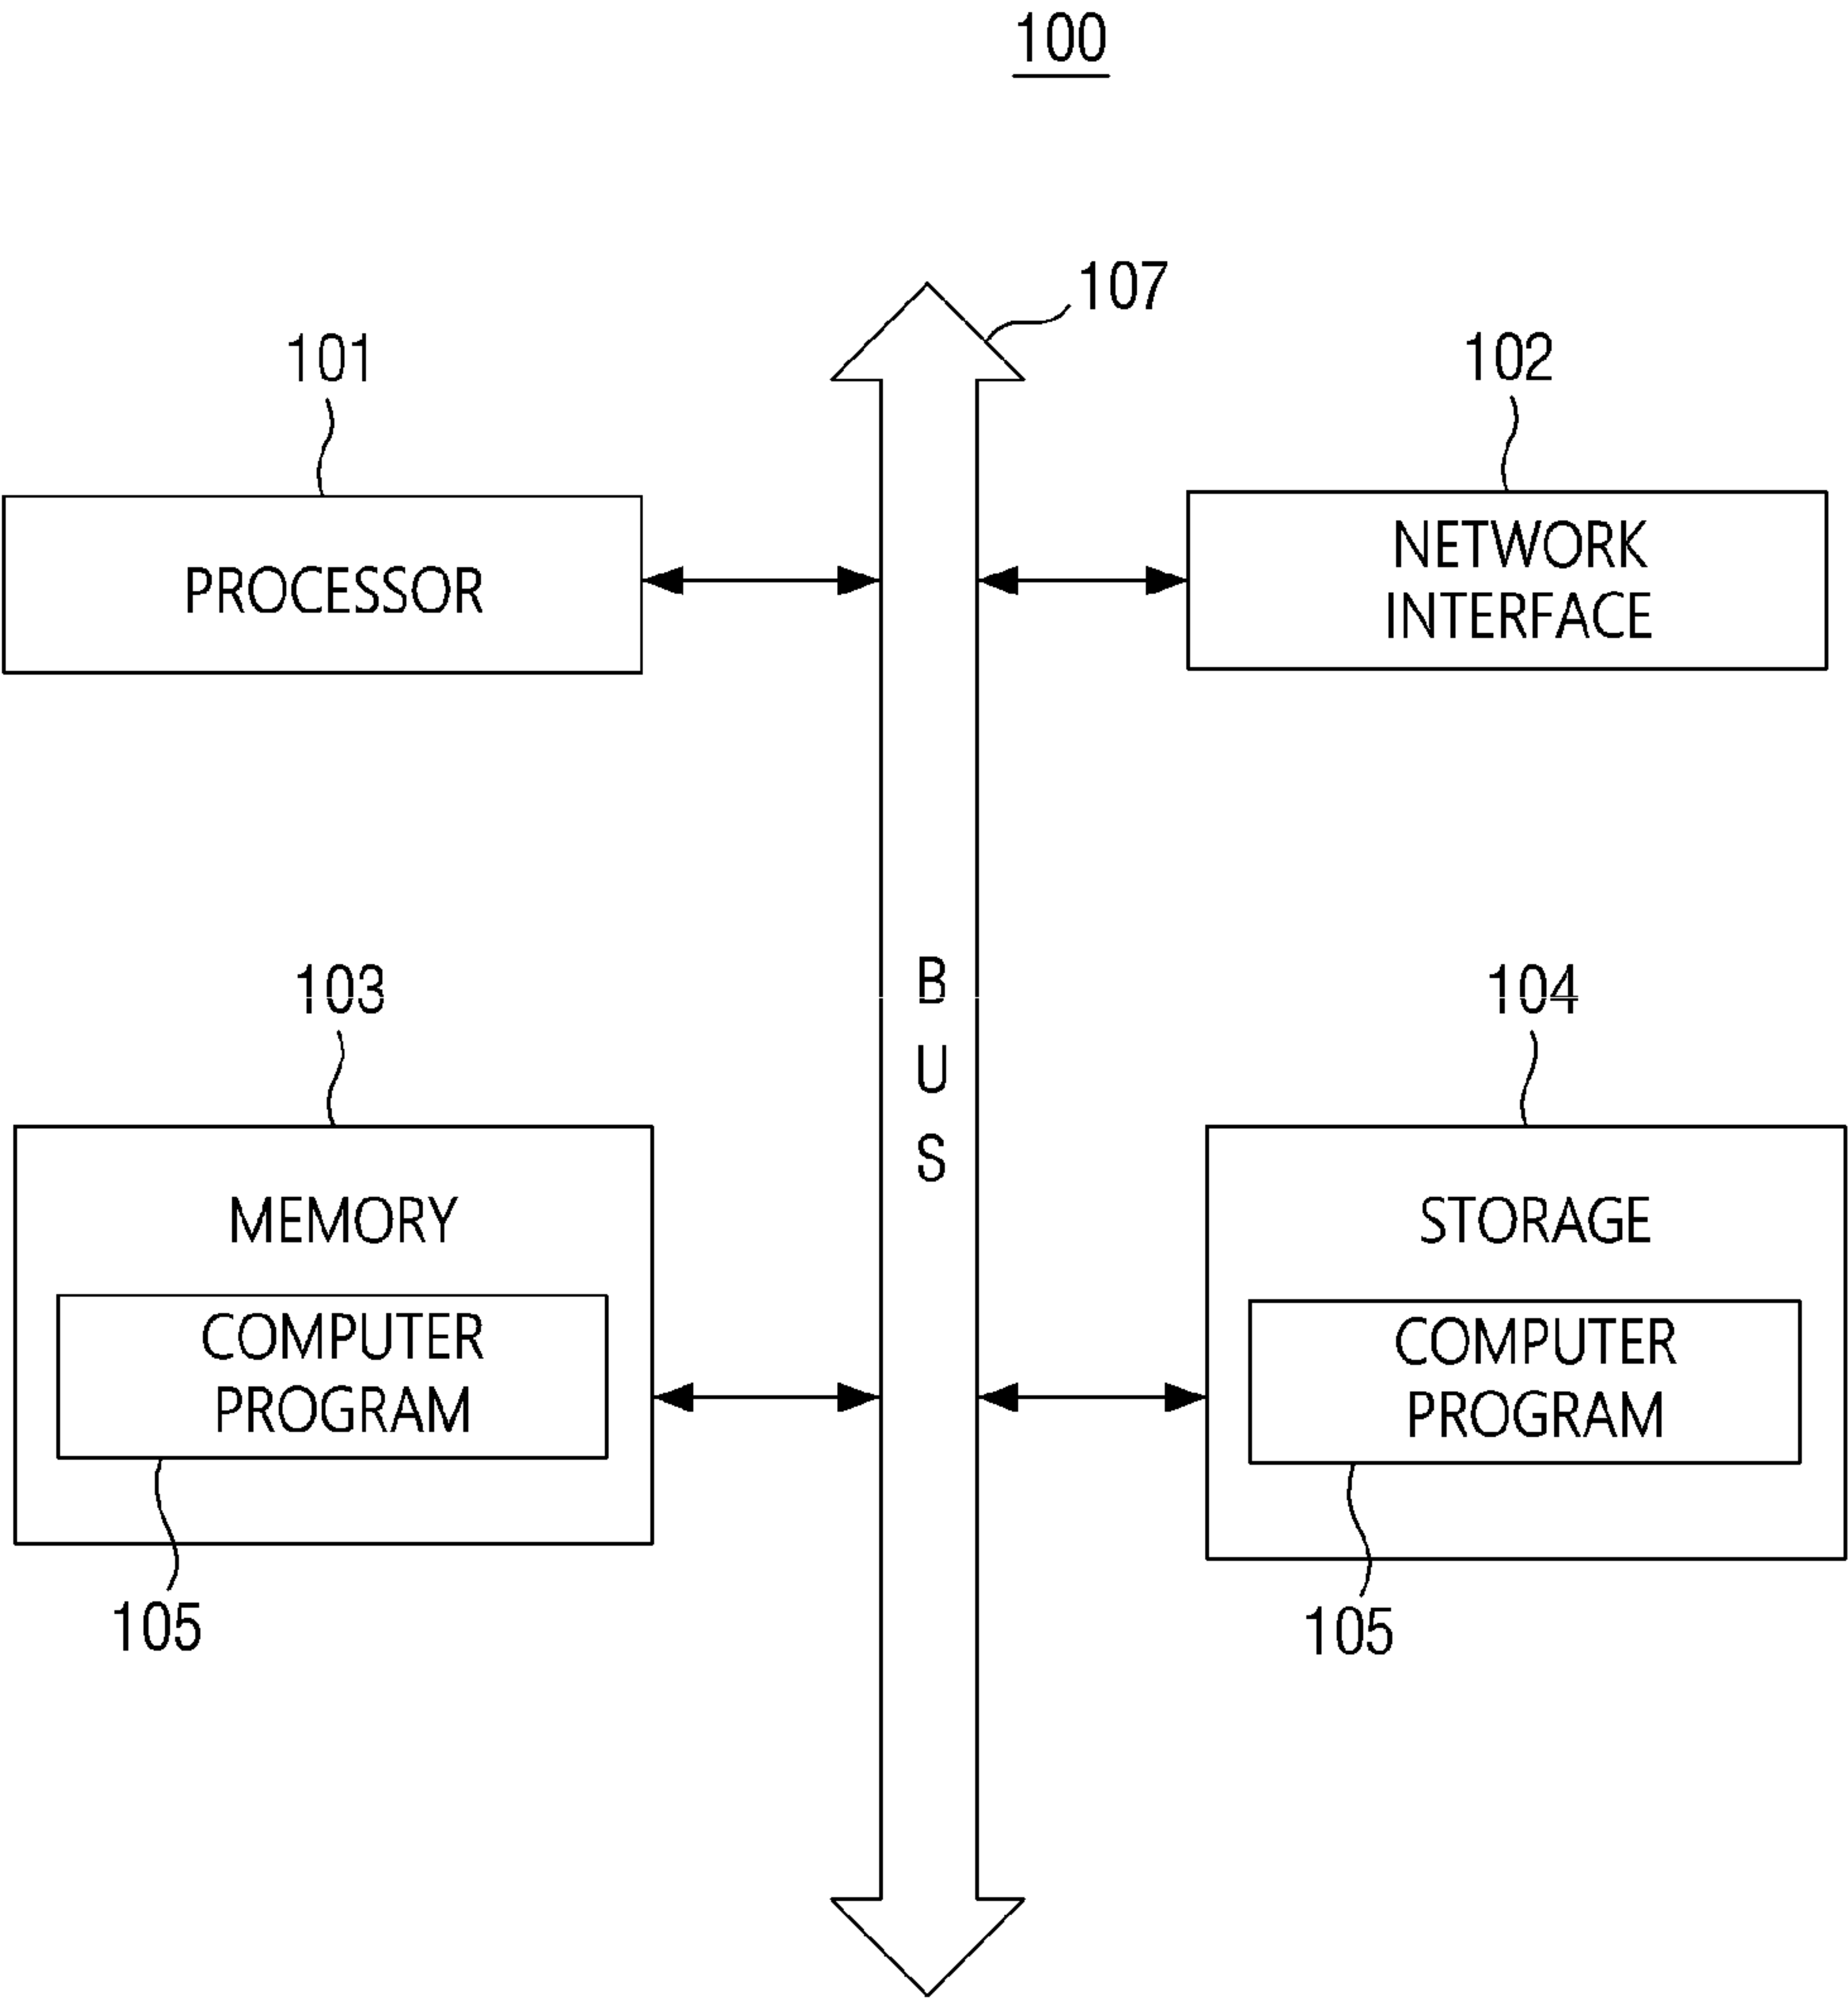 100
107
101
102
PROCESSOR
NETWORK
INTERFACE
103
104
B
U
S
MEMORY
STORAGE
COMPUTER
PROGRAM
COMPUTER
PROGRAM
105
105